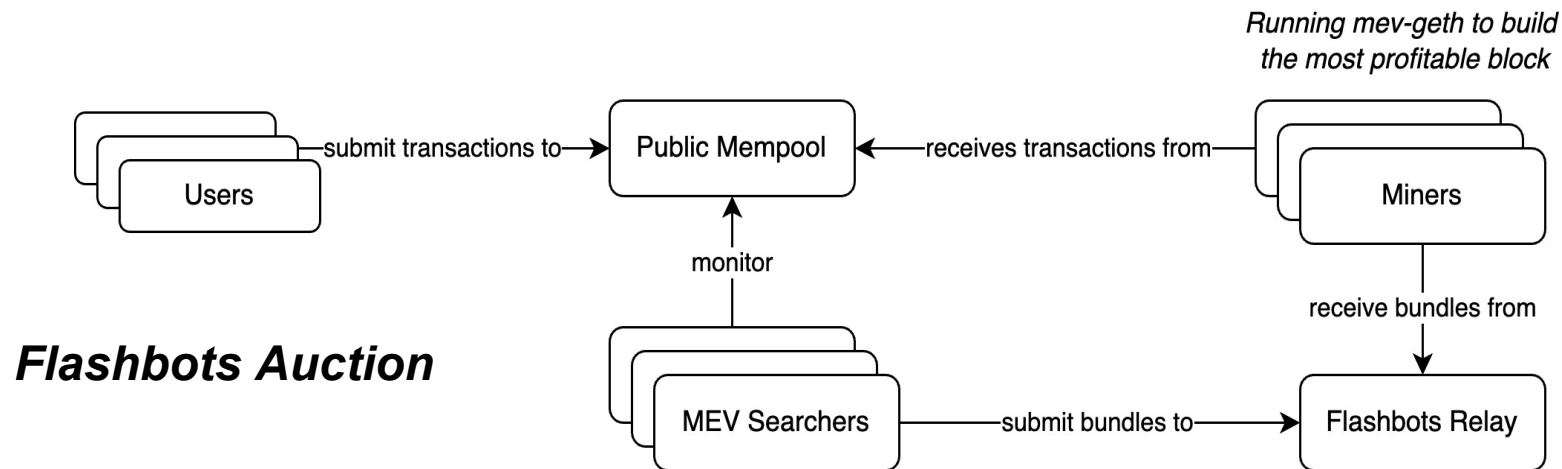 Running mev-geth to build
the most profitable block
submit transactions to
Public Mempool
receives transactions from
Users
Miners
monitor
receive bundles from
Flashbots Auction
MEV Searchers
submit bundles to
Flashbots Relay